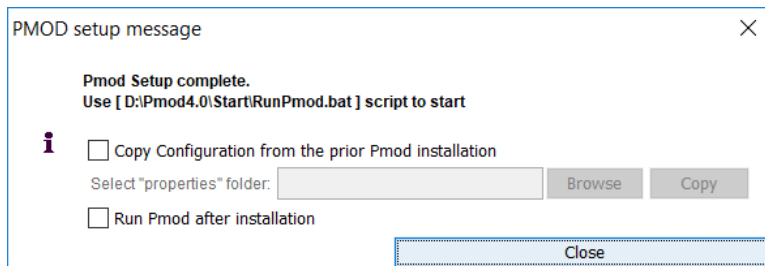 PMOD setup message
Pmod Setup complete.
Use [ D:\Pmod4.0\Start\RunPmod.bat ] script to start
Copy Configuration from the prior Pmod installation
Select "properties" folder: Browse Copy
Run Pmod after installation
Close